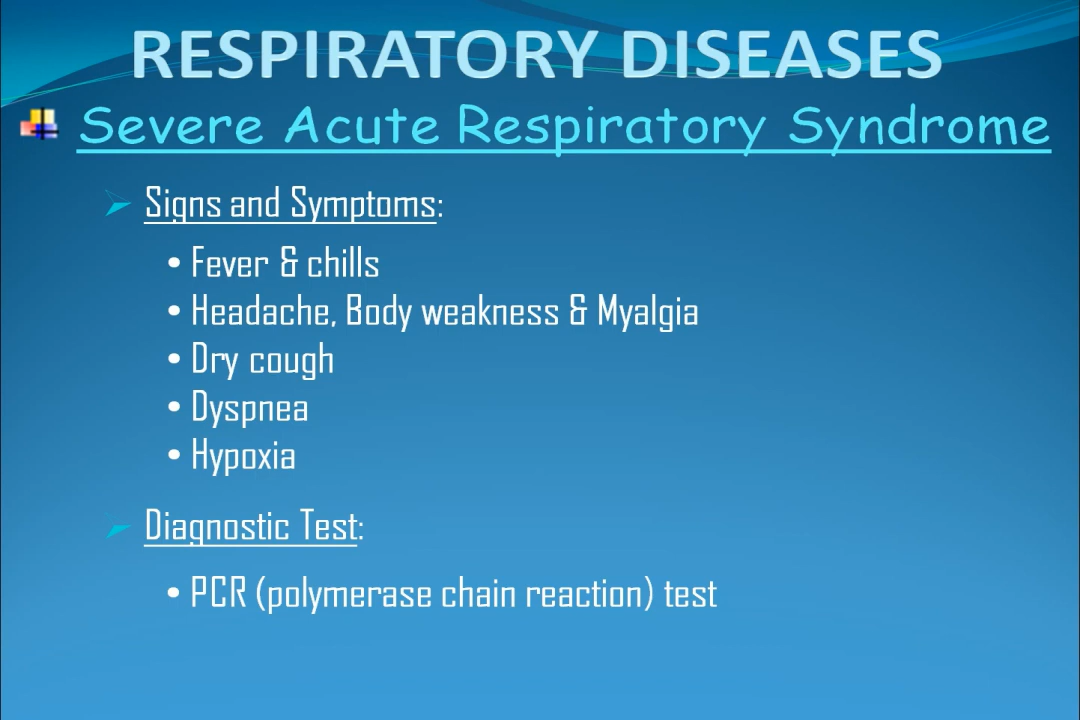 RESPIRATORY DISEASES
Severe Acute Respiratory Syndrome
Signs and Symptoms:
• Fever & chills
• Headache, Body weakness & Myalgia
• Dry cough
• Dyspnea
• Hypoxia
Diagnostic Test:
• PCR (polymerase chain reaction) test